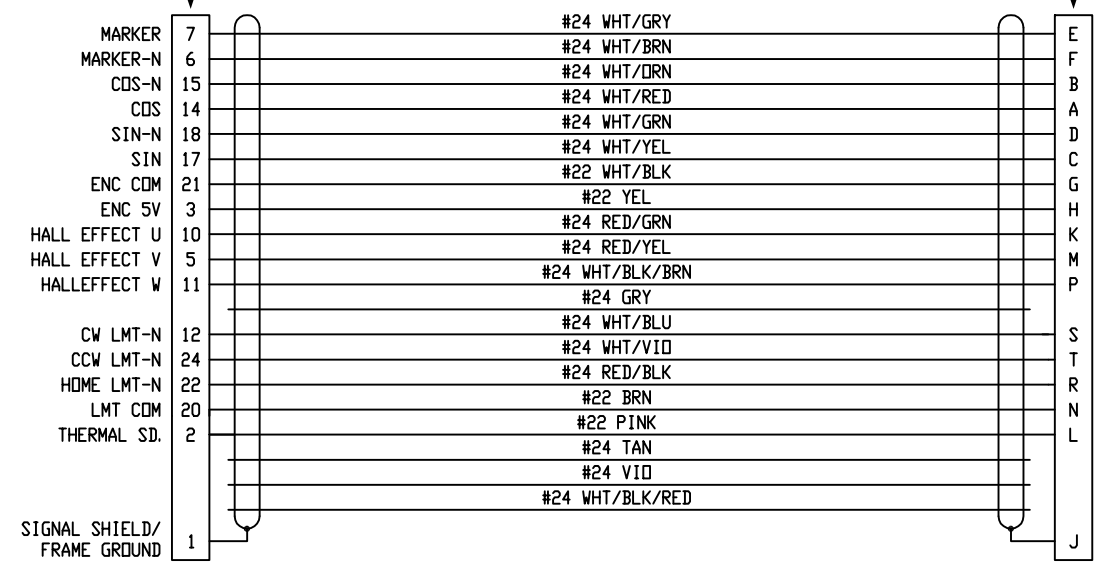 #24 WHT/GRY
MARKER 7 E
#24 WHT/BRN
MARKER-N 6 F
#24 WHT/ORN
COS-N 15 B
#24 WHT/RED
COS 14 A
#24 WHT/GRN
SIN-N 18 D
#24 WHT/YEL
SIN 17 C
#22 WHT/BLK
ENC COM 21 G
#22 YEL
ENC 5V 3 H
#24 RED/GRN
HALL EFFECT U 10 K
#24 RED/YEL
HALL EFFECT V 5 M
#24 WHT/BLK/BRN
HALLEFFECT W 11 P
#24 GRY
#24 WHT/BLU
CW LMT-N 12 S
#24 WHT/VIO
CCW LMT-N 24 T
#24 RED/BLK
HOME LMT-N 22 R
#22 BRN
LMT COM 20 N
#22 PINK
THERMAL SD. 2 L
#24 TAN
#24 VIO
#24 WHT/BLK/RED
SIGNAL SHIELD/
FRAME GROUND 1 J